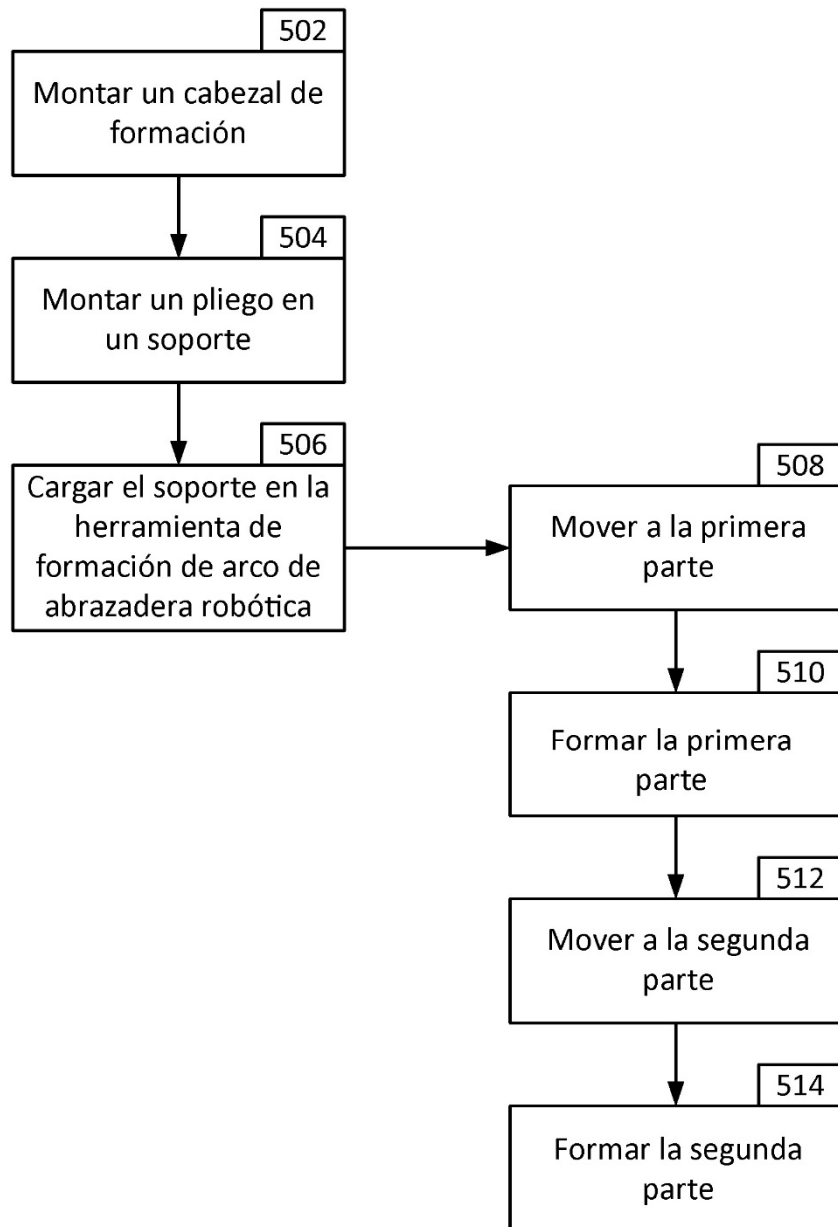 502
Montar un cabezal de
formación
504
Montar un pliego en
un soporte
506
Cargar el soporte en la
herramienta de
formación de arco de
abrazadera robótica
508
Mover a la primera
parte
510
Formar la primera
parte
512
Mover a la segunda
parte
514
Formar la segunda
parte